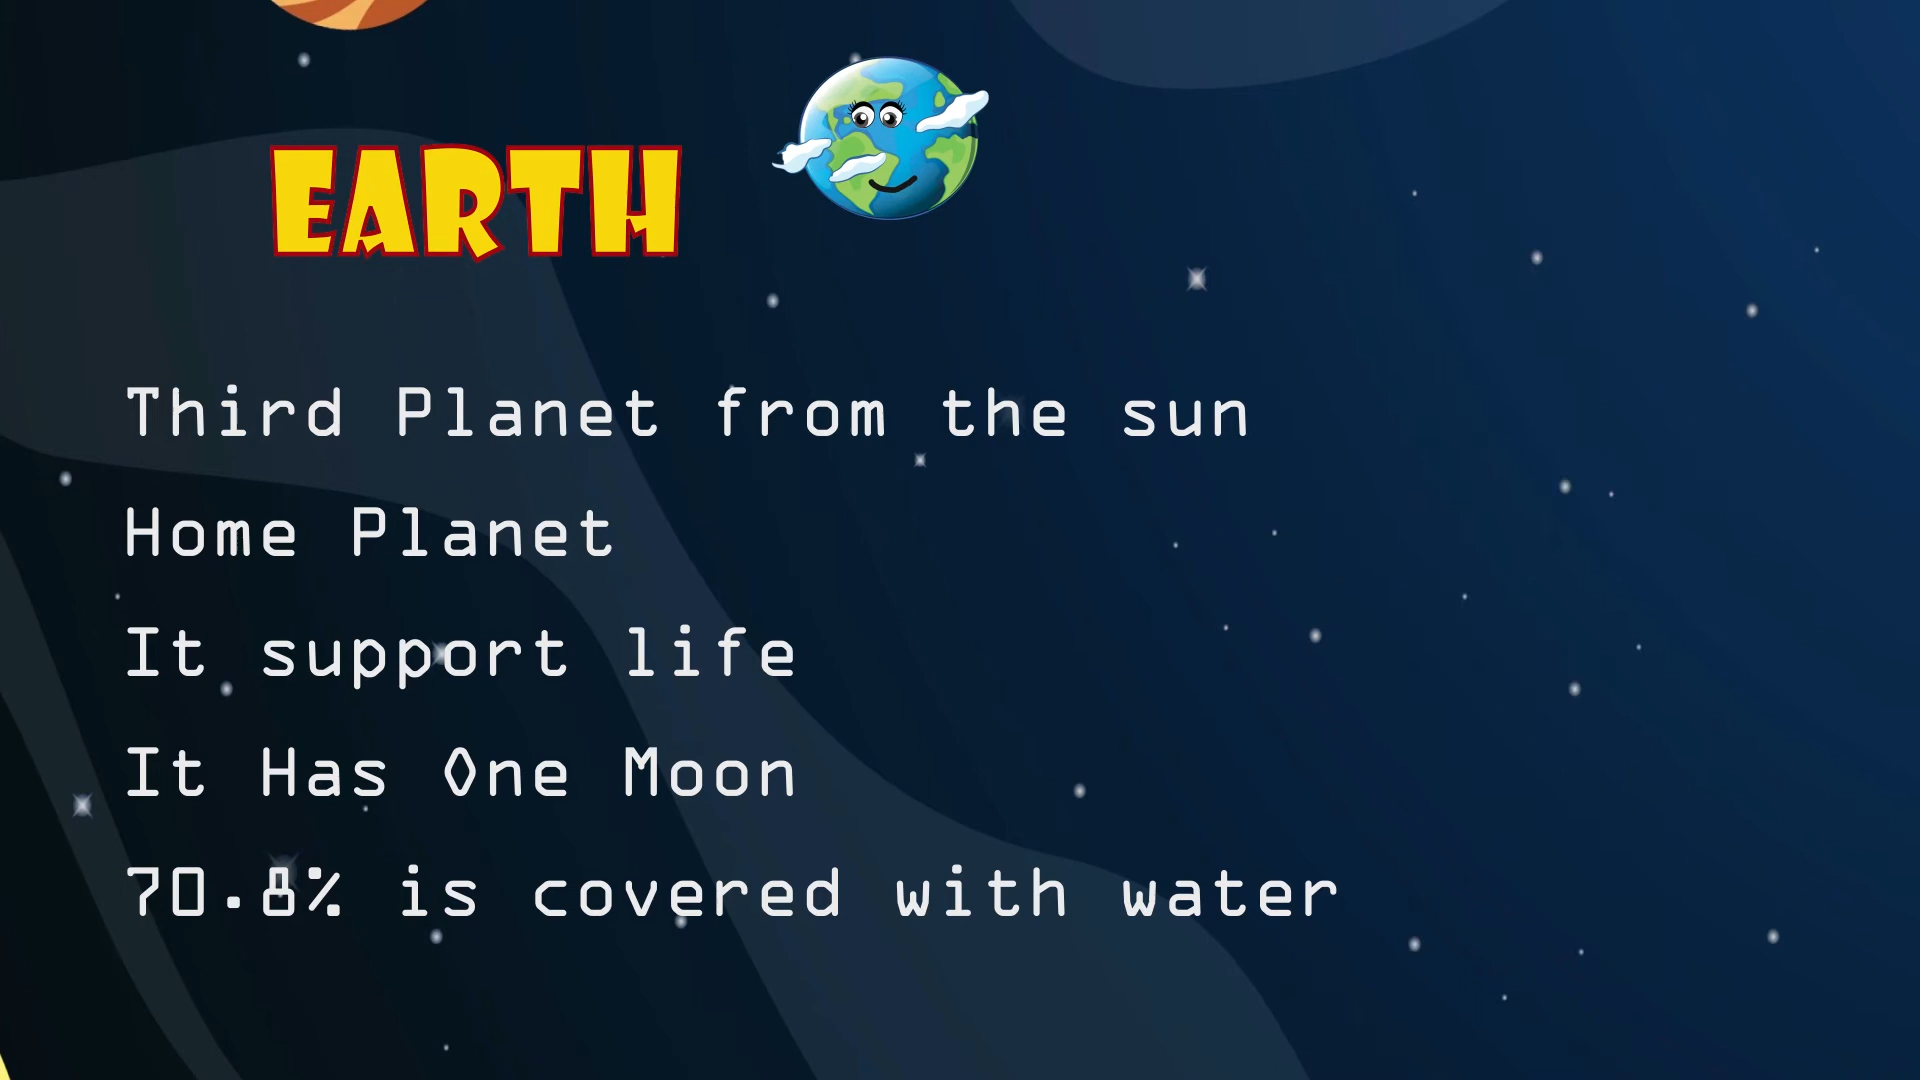 EARTH
Third Planet from the sun
Home Planet
It support life
It Has One Moon
70.8% is covered with water